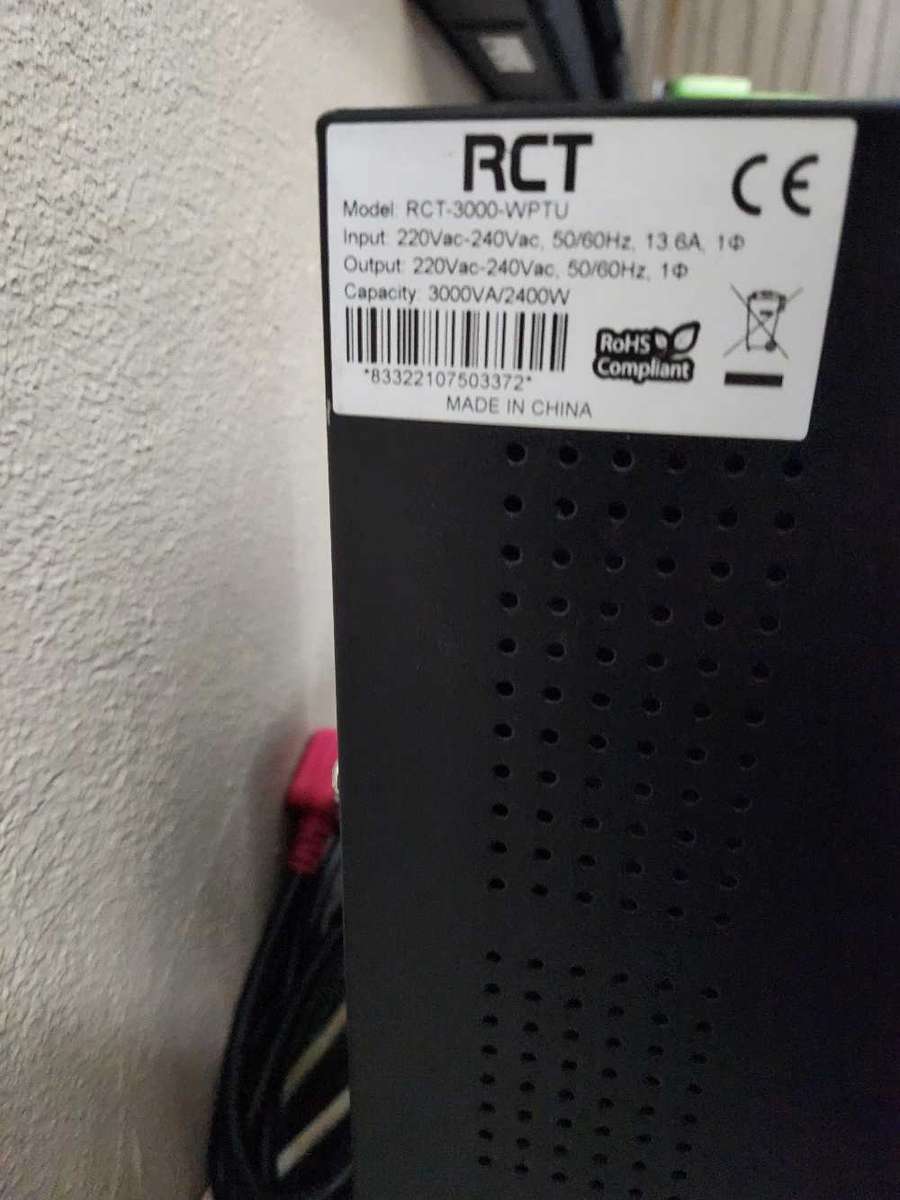 RCT
CE
Model: RCT-3000-WPTU
Input: 220Vac-240Vac, 50/60Hz, 13.6A, 1Φ
Output: 220Vac-240Vac, 50/60Hz, 1Φ
Capacity: 3000VA/2400W
RoHS
Compliant
*83322107503372*
MADE IN CHINA